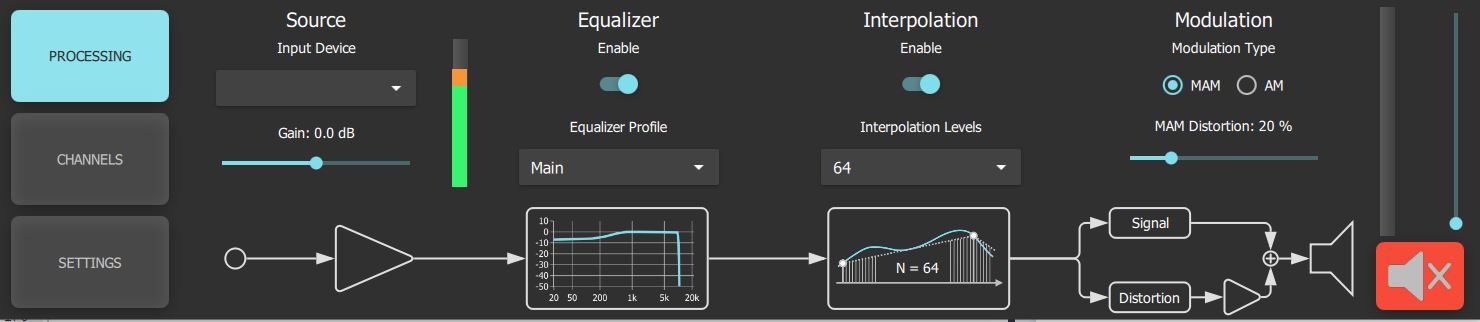 PROCESSING
CHANNELS
SETTINGS
Source
Input Device
Gain: 0.0 dB
Equalizer
Enable
Equalizer Profile
Main
Interpolation
Enable
Interpolation Levels
64
Modulation
Modulation Type
MAM
AM
MAM Distortion: 20 %
10
0
-10
-20
-30
-40
-50
20 50 200 1k 5k 20k
N = 64
Signal
Distortion